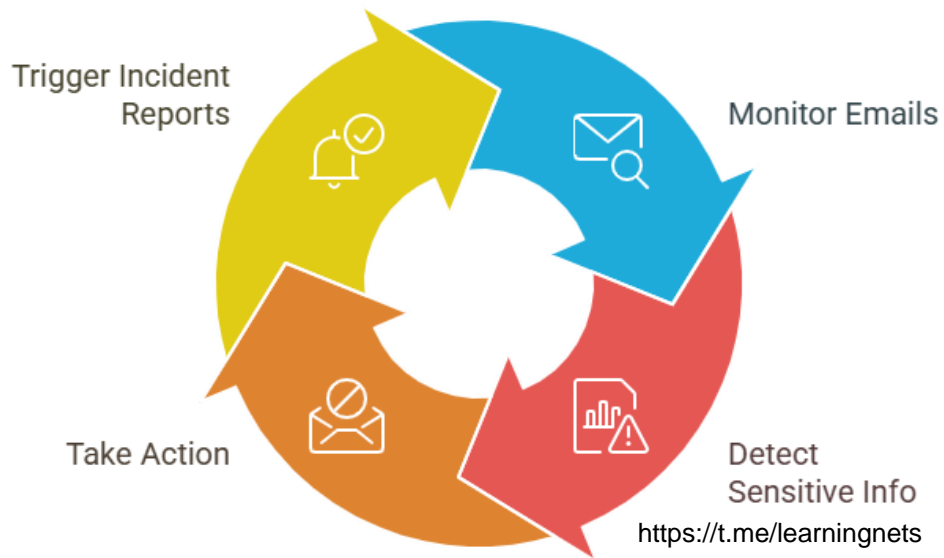 Trigger Incident
Reports
Monitor Emails
Take Action
Detect
Sensitive Info
https://t.me/learningnets